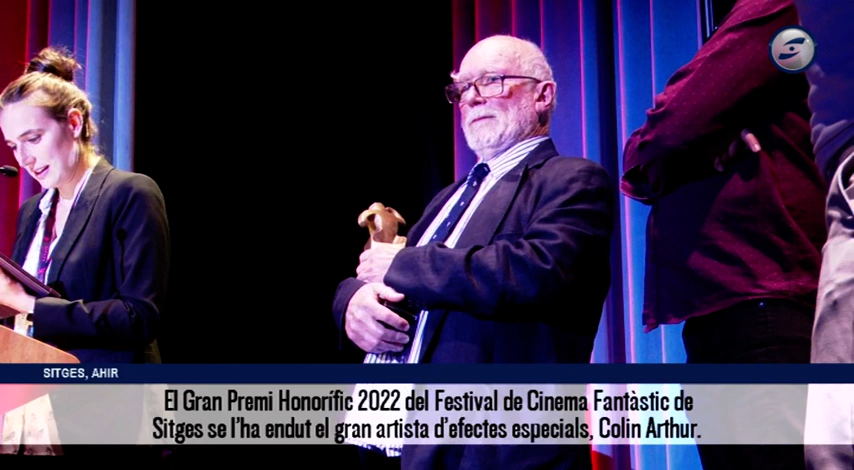 SITGES, AHIR
El Gran Premi Honorífic 2022 del Festival de Cinema Fantàstic de
Sitges se l'ha endut el gran artista d'efectes especials, Colin Arthur.